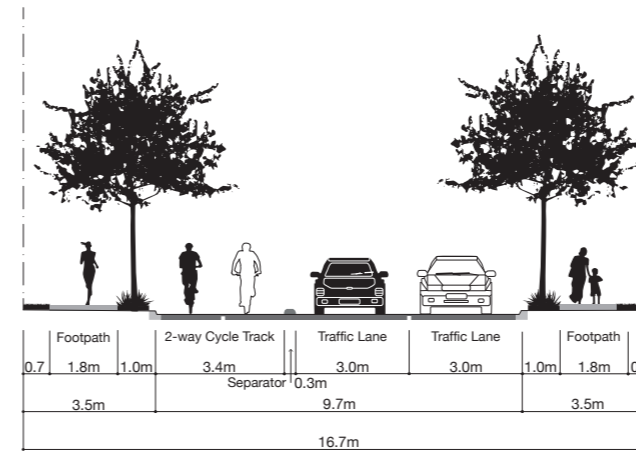 Footpath 2-way Cycle Track Traffic Lane Traffic Lane Footpath
0.7 1.8m 1.0m 3.4m 3.0m 3.0m 1.0m 1.8m
Separator 0.3m
3.5m 9.7m 3.5m
16.7m